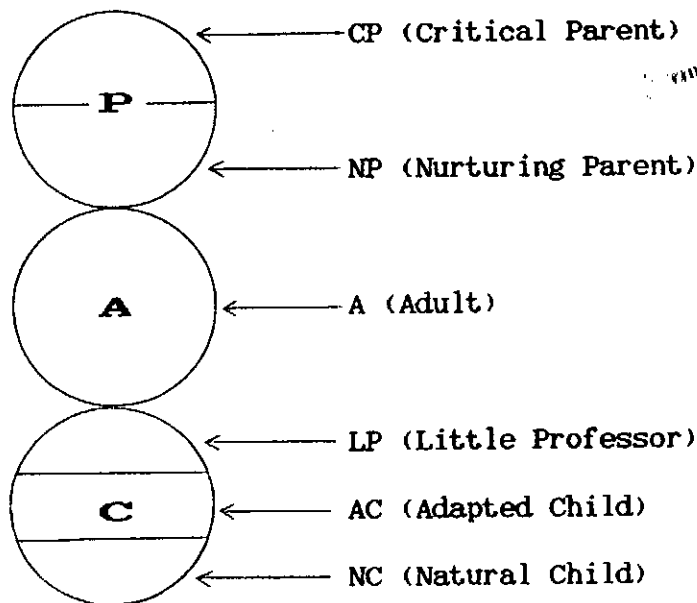 CP (Critical Parent)
P
NP (Nurturing Parent)
A
A (Adult)
LP (Little Professor)
C
AC (Adapted Child)
NC (Natural Child)